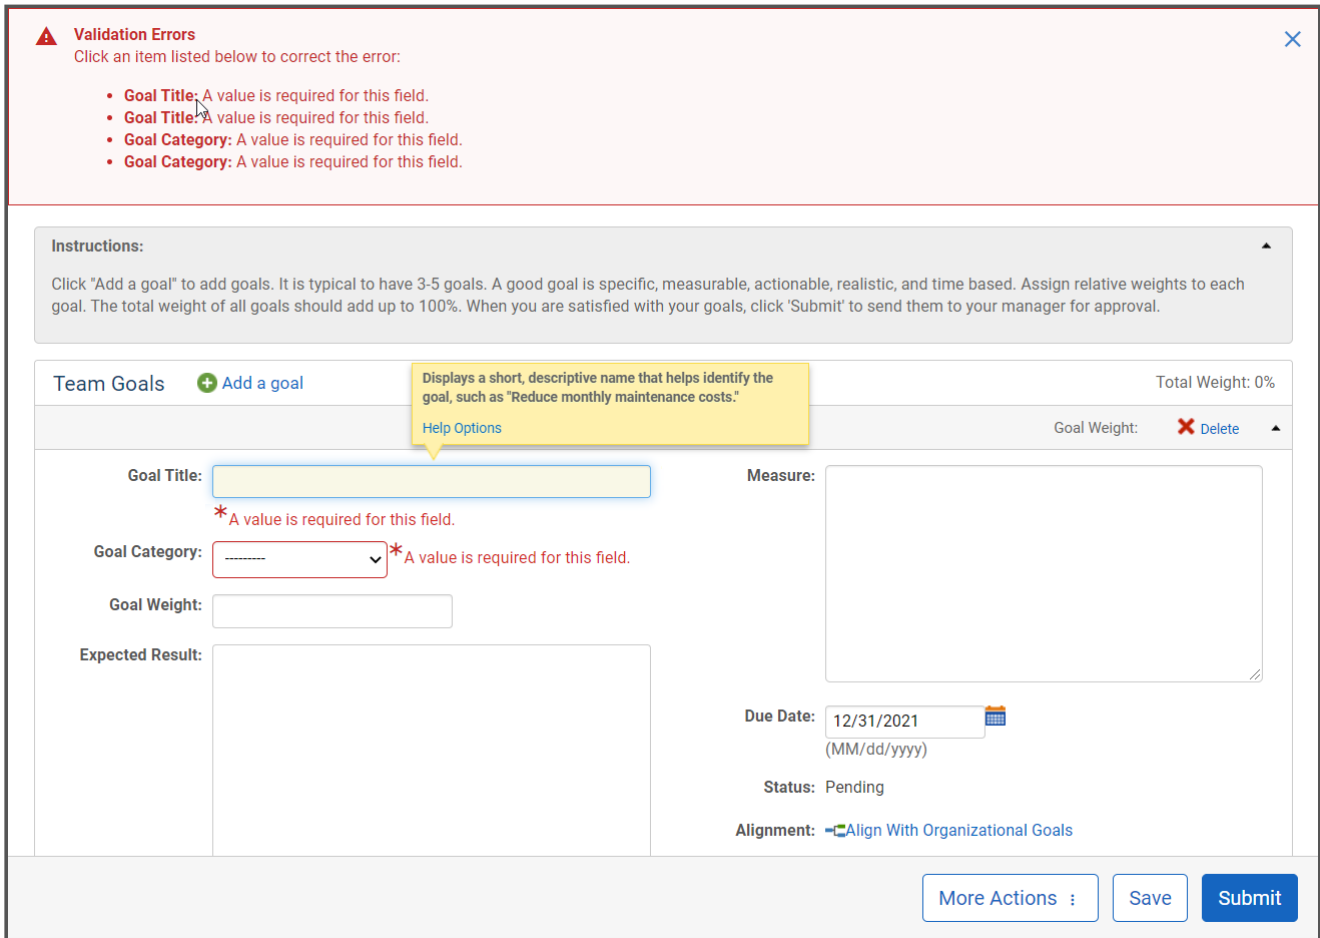 Validation Errors
Click an item listed below to correct the error:
• Goal Title: A value is required for this field.
• Goal Title: A value is required for this field.
• Goal Category: A value is required for this field.
• Goal Category: A value is required for this field.
Instructions:
Click "Add a goal" to add goals. It is typical to have 3-5 goals. A good goal is specific, measurable, actionable, realistic, and time based. Assign relative weights to each
goal. The total weight of all goals should add up to 100%. When you are satisfied with your goals, click 'Submit' to send them to your manager for approval.
Team Goals
Add a goal
Displays a short, descriptive name that helps identify the
goal, such as "Reduce monthly maintenance costs."
Help Options
Total Weight: 0%
Goal Weight:
Delete
Goal Title:
*A value is required for this field.
Goal Category:
---------
*A value is required for this field.
Goal Weight:
Expected Result:
Measure:
Due Date:
12/31/2021
(MM/dd/yyyy)
Status: Pending
Alignment: Align With Organizational Goals
More Actions
Save
Submit